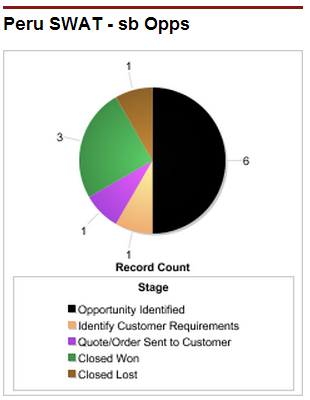 Peru SWAT - sb Opps
1
3
6
1
1
Record Count
Stage
Opportunity Identified
Identify Customer Requirements
Quote/Order Sent to Customer
Closed Won
Closed Lost